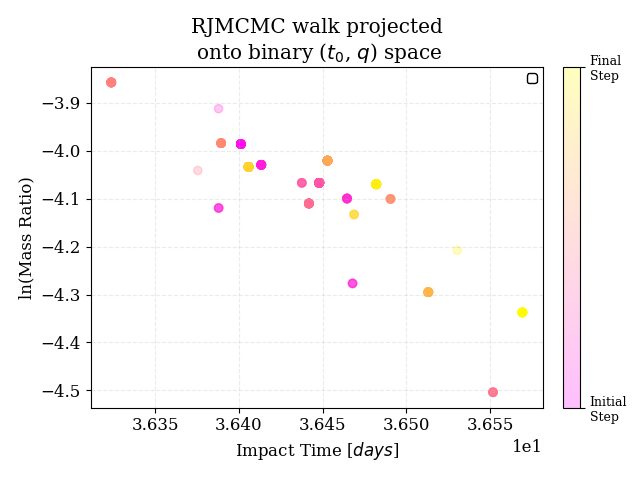 RJMCMC walk projected
onto binary (t₀, q) space
Final
Step
−3.9
−4.0
−4.1
−4.2
−4.3
−4.4
−4.5
ln(Mass Ratio)
Initial
Step
3.635 3.640 3.645 3.650 3.655
1e1
Impact Time [days]